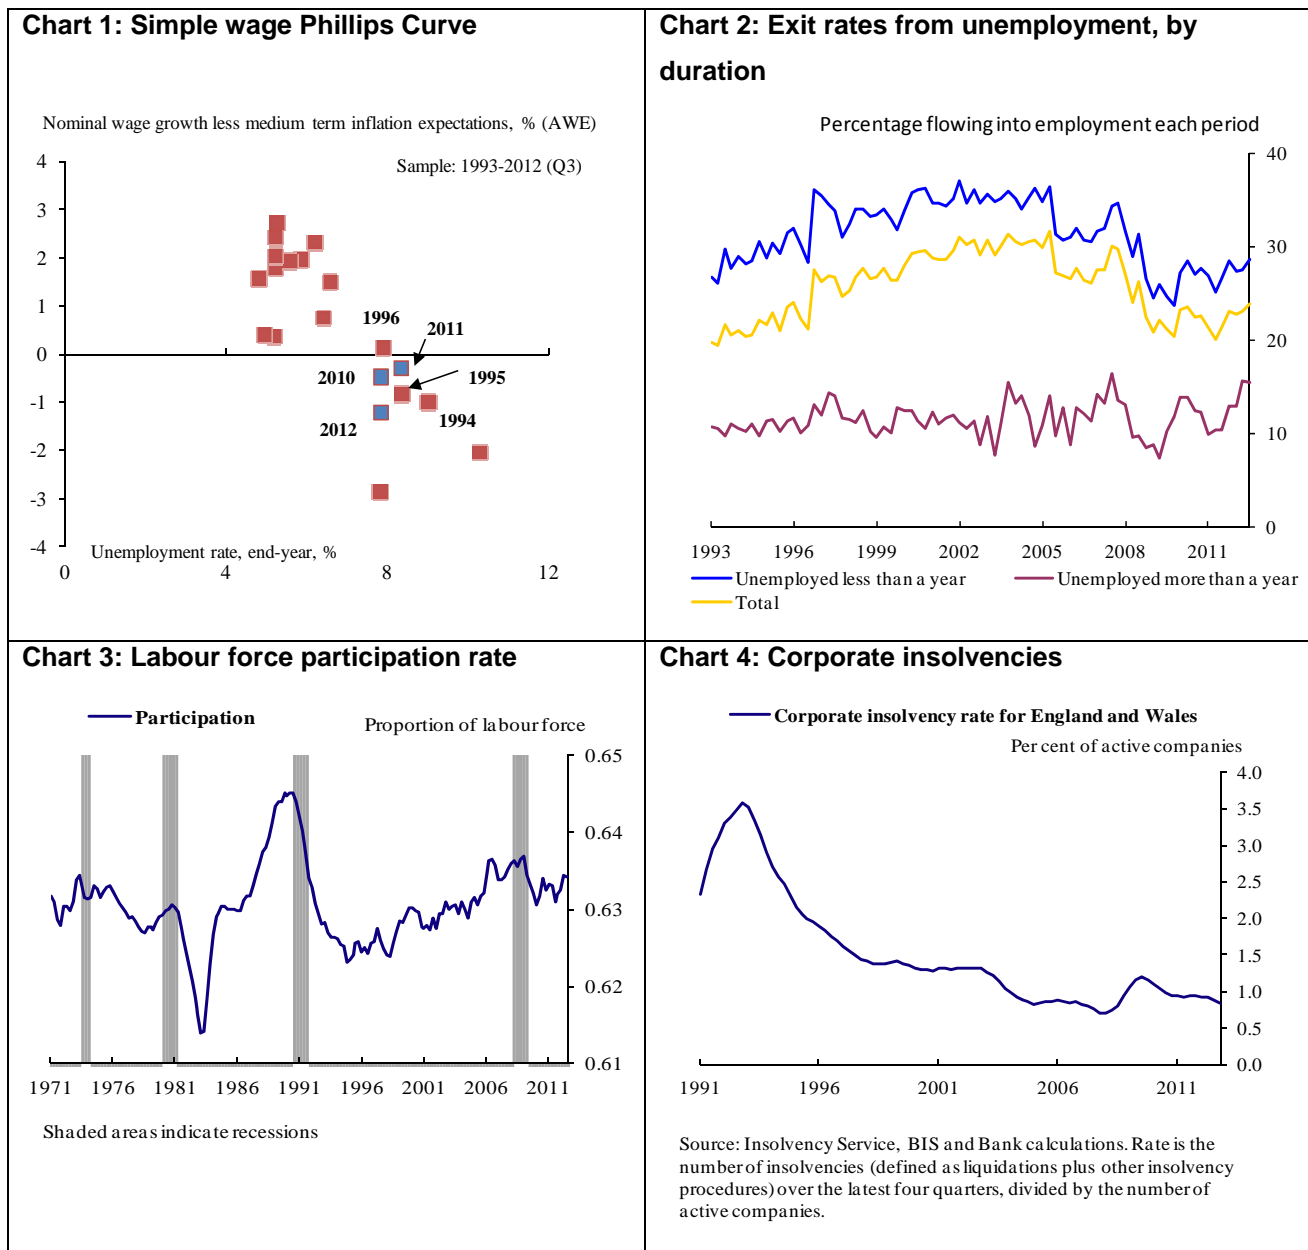 Chart 1: Simple wage Phillips Curve
Nominal wage growth less medium term inflation expectations, % (AWE)
Sample: 1993-2012 (Q3)
4
3
2
1
0
-1
-2
-3
-4
1996
2011
2010
1995
2012
1994
Unemployment rate, end-year, %
0 4 8 12
Chart 2: Exit rates from unemployment, by
duration
Percentage flowing into employment each period
40
30
20
10
0
1993 1996 1999 2002 2005 2008 2011
Unemployed less than a year
Unemployed more than a year
Total
Chart 3: Labour force participation rate
Participation
Proportion of labour force
0.65
0.64
0.63
0.62
0.61
1971 1976 1981 1986 1991 1996 2001 2006 2011
Shaded areas indicate recessions
Chart 4: Corporate insolvencies
Corporate insolvency rate for England and Wales
Per cent of active companies
4.0
3.5
3.0
2.5
2.0
1.5
1.0
0.5
0.0
1991 1996 2001 2006 2011
Source: Insolvency Service, BIS and Bank calculations. Rate is the
number of insolvencies (defined as liquidations plus other insolvency
procedures) over the latest four quarters, divided by the number of
active companies.